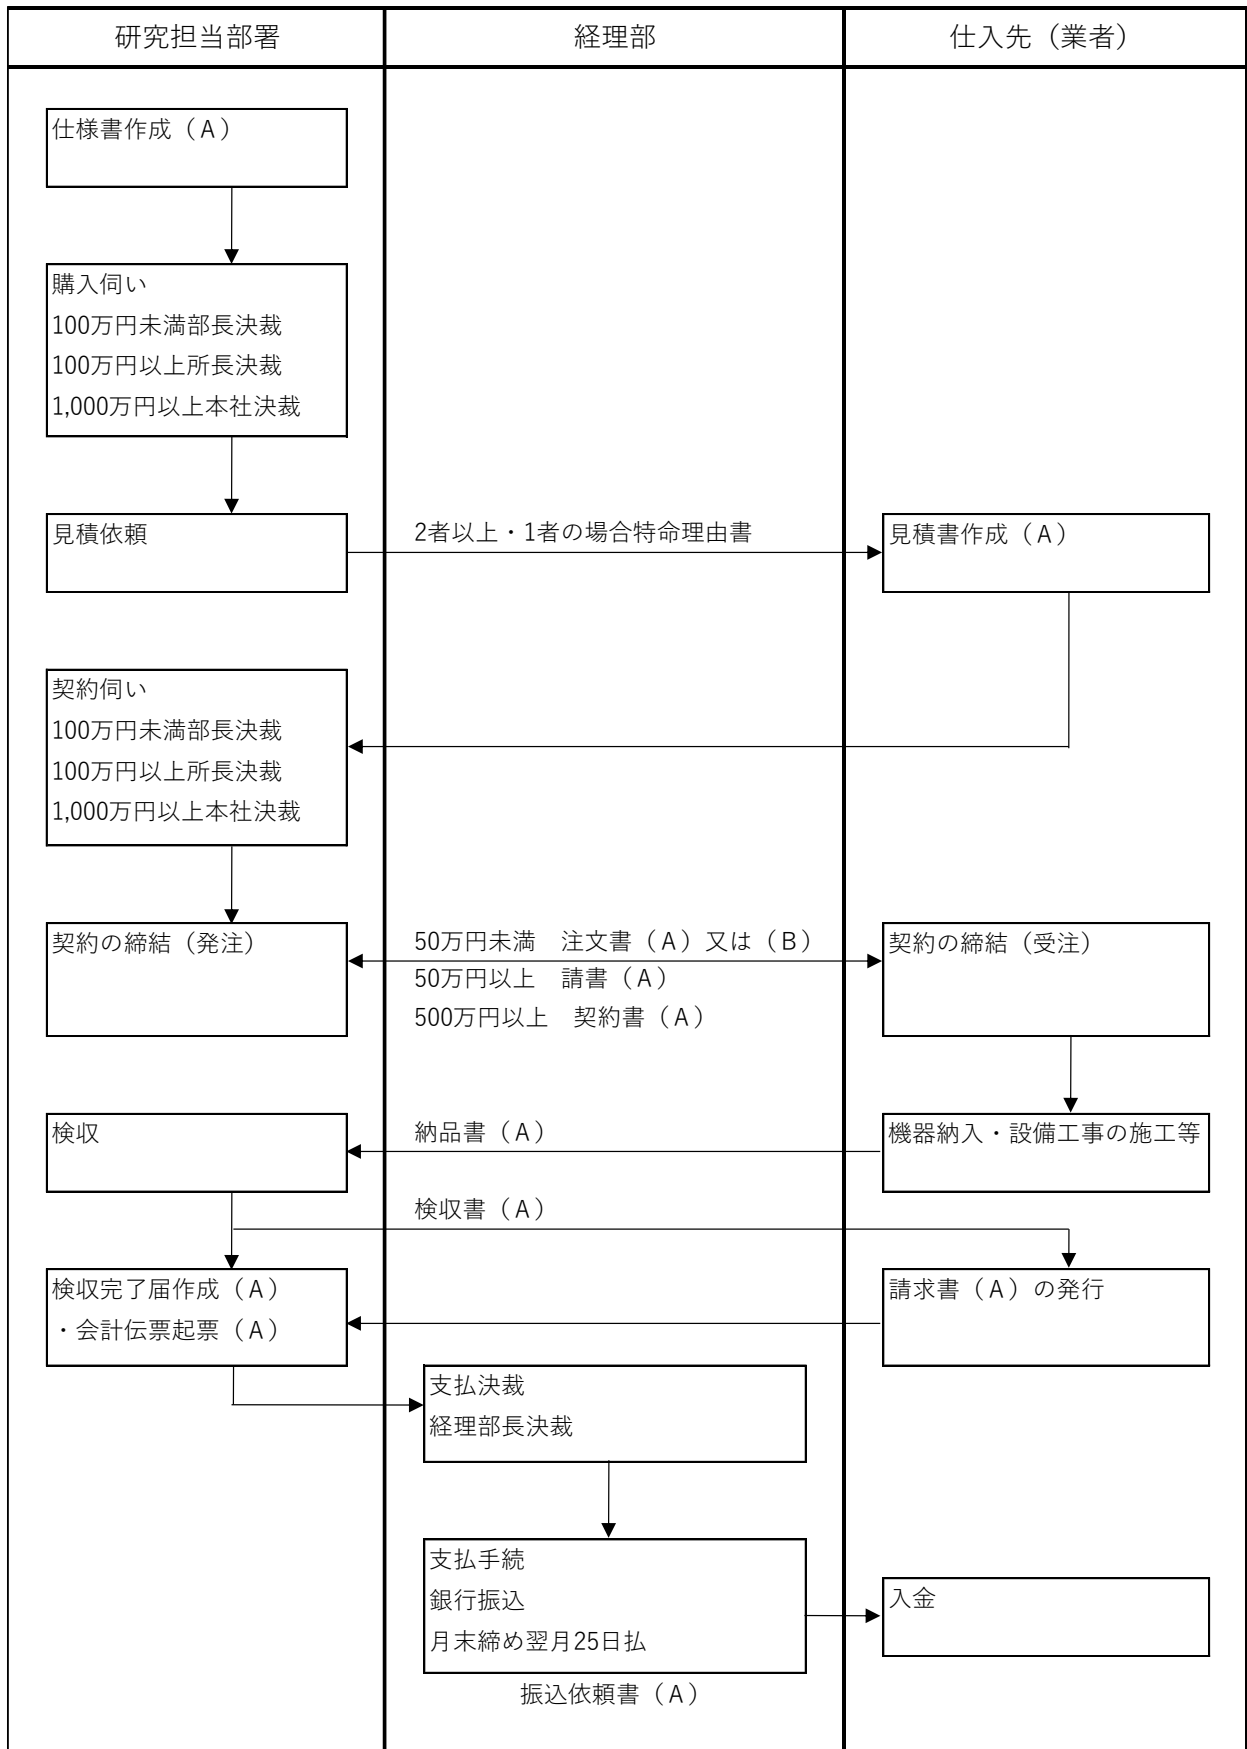 研究担当部署
経理部
仕入先（業者）
仕様書作成（A）
購入伺い
100万円未満部長決裁
100万円以上所長決裁
1,000万円以上本社決裁
見積依頼
2者以上・1者の場合特命理由書
見積書作成（A）
契約伺い
100万円未満部長決裁
100万円以上所長決裁
1,000万円以上本社決裁
契約の締結（発注）
50万円未満　注文書（A）又は（B）
50万円以上　請書（A）
500万円以上　契約書（A）
契約の締結（受注）
検収
納品書（A）
機器納入・設備工事の施工等
検収書（A）
検収完了届作成（A）
・会計伝票起票（A）
請求書（A）の発行
支払決裁
経理部長決裁
支払手続
銀行振込
月末締め翌月25日払
入金
振込依頼書（A）